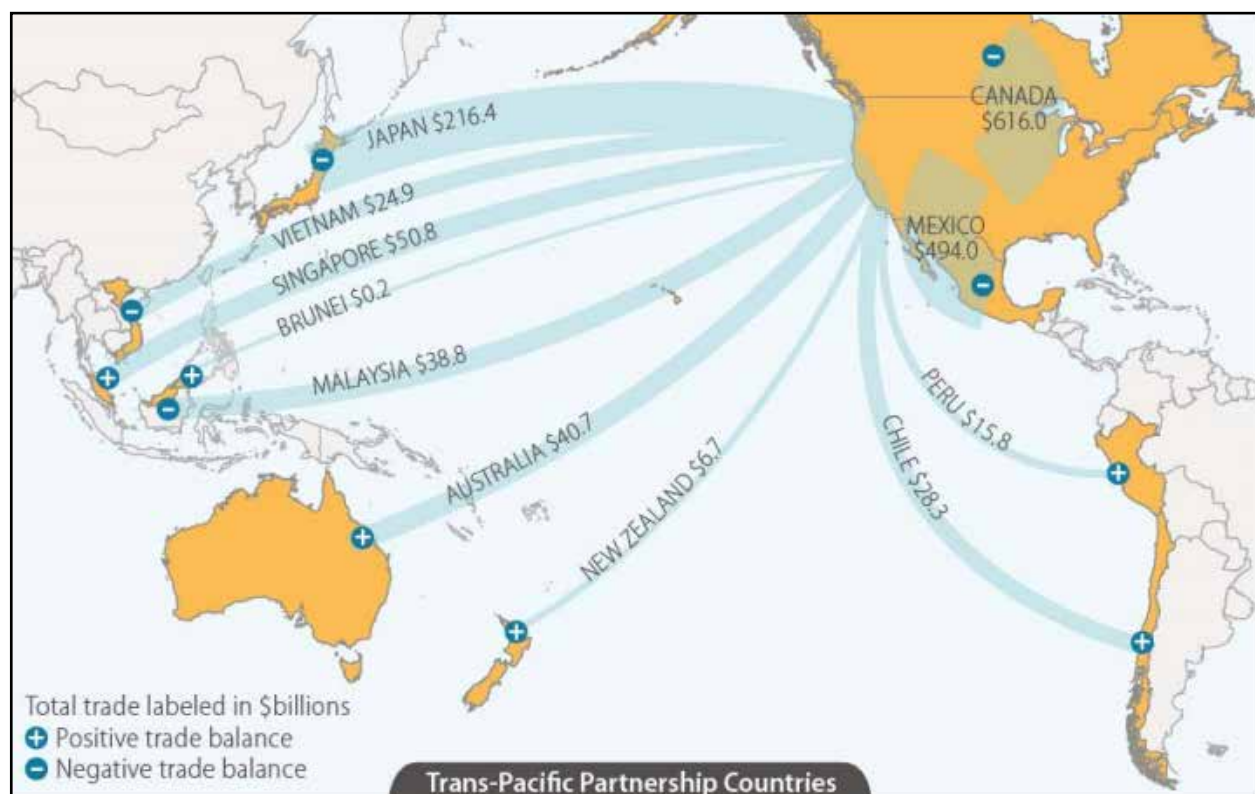 CANADA
$616.0
JAPAN $216.4
VIETNAM $24.9
SINGAPORE $50.8
BRUNEI $0.2
MEXICO
$494.0
MALAYSIA $38.8
AUSTRALIA $40.7
NEW ZEALAND $6.7
PERU $15.8
CHILE $28.3
Total trade labeled in $billions
+ Positive trade balance
− Negative trade balance
Trans-Pacific Partnership Countries